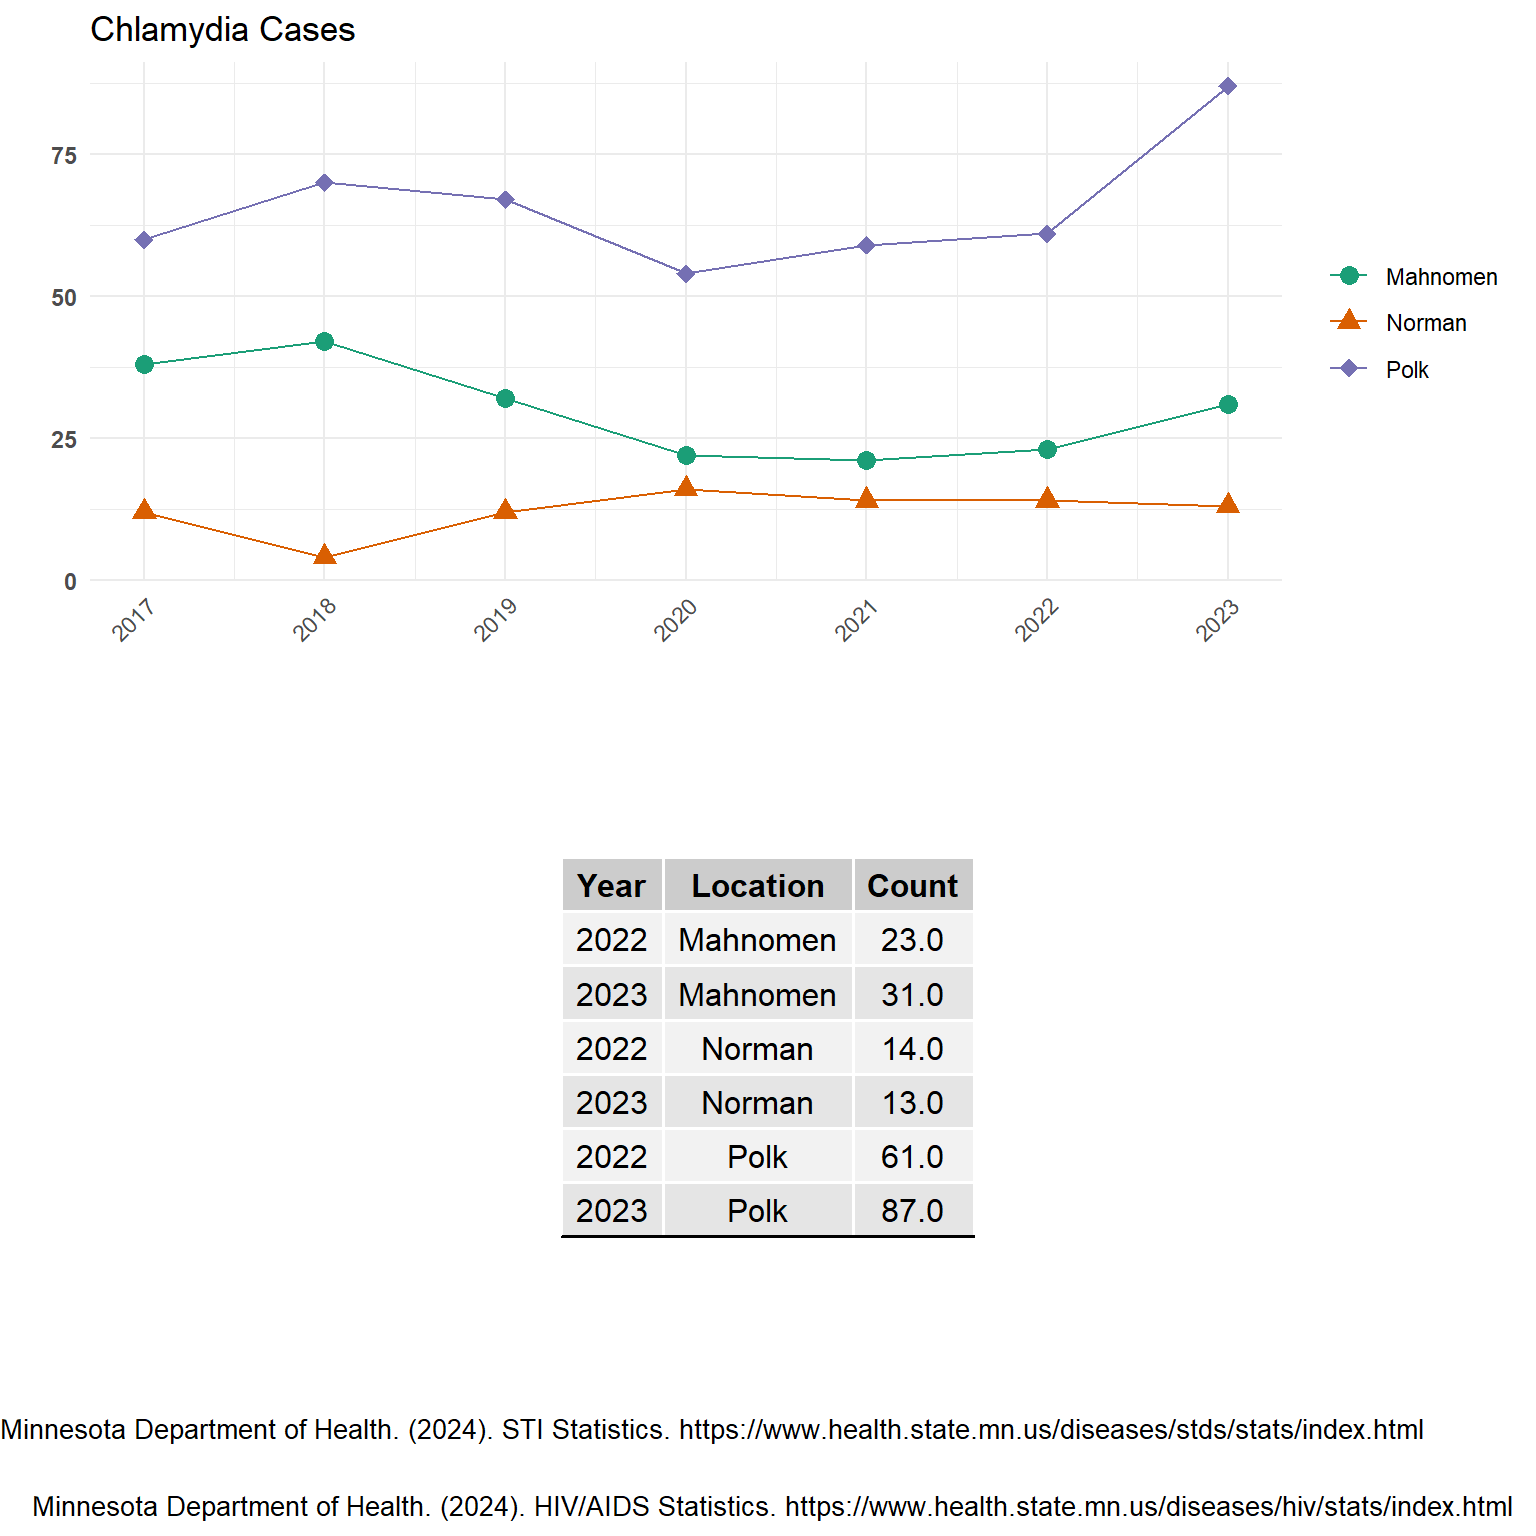 Chlamydia Cases
75
50
25
0
2017 2018 2019 2020 2021 2022 2023
Mahnomen
Norman
Polk
Year Location Count
2022 Mahnomen 23.0
2023 Mahnomen 31.0
2022 Norman 14.0
2023 Norman 13.0
2022 Polk 61.0
2023 Polk 87.0
Minnesota Department of Health. (2024). STI Statistics. https://www.health.state.mn.us/diseases/stds/stats/index.html
Minnesota Department of Health. (2024). HIV/AIDS Statistics. https://www.health.state.mn.us/diseases/hiv/stats/index.html